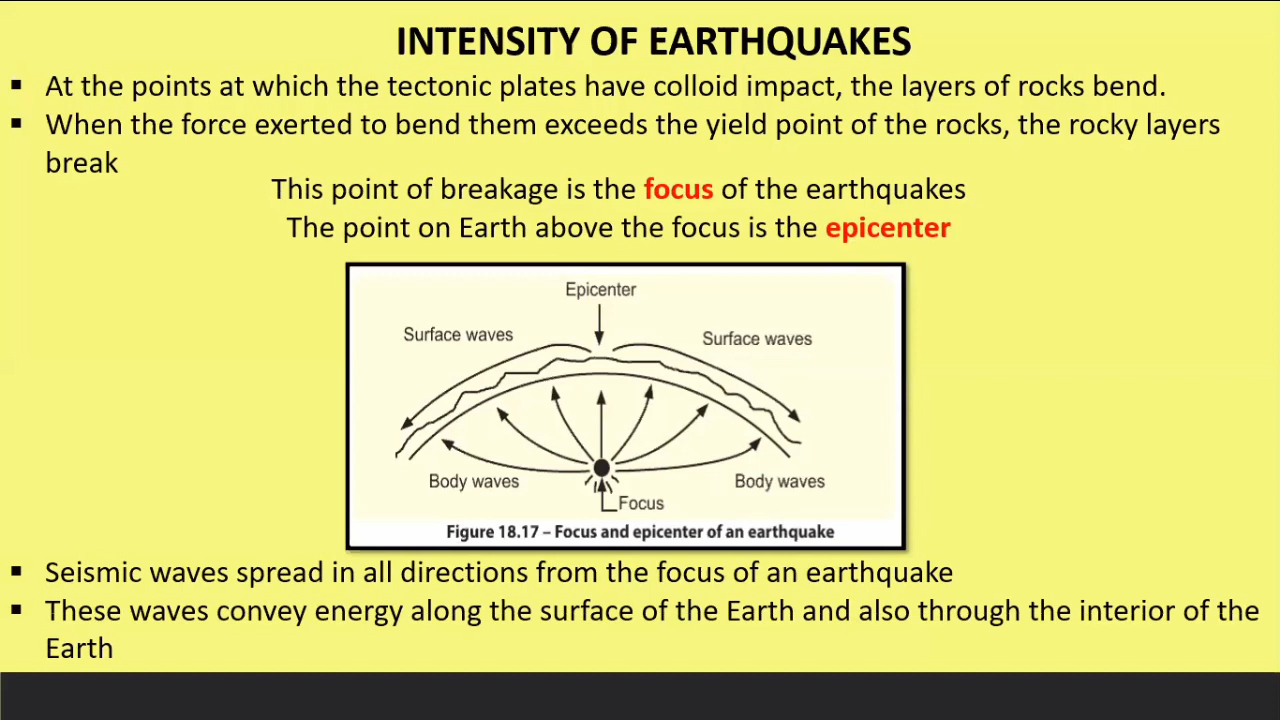 INTENSITY OF EARTHQUAKES
▪ At the points at which the tectonic plates have colloid impact, the layers of rocks bend.
▪ When the force exerted to bend them exceeds the yield point of the rocks, the rocky layers
break
This point of breakage is the focus of the earthquakes
The point on Earth above the focus is the epicenter
Epicenter
Surface waves
Surface waves
Body waves
Body waves
Focus
Figure 18.17 – Focus and epicenter of an earthquake
▪ Seismic waves spread in all directions from the focus of an earthquake
▪ These waves convey energy along the surface of the Earth and also through the interior of the
Earth